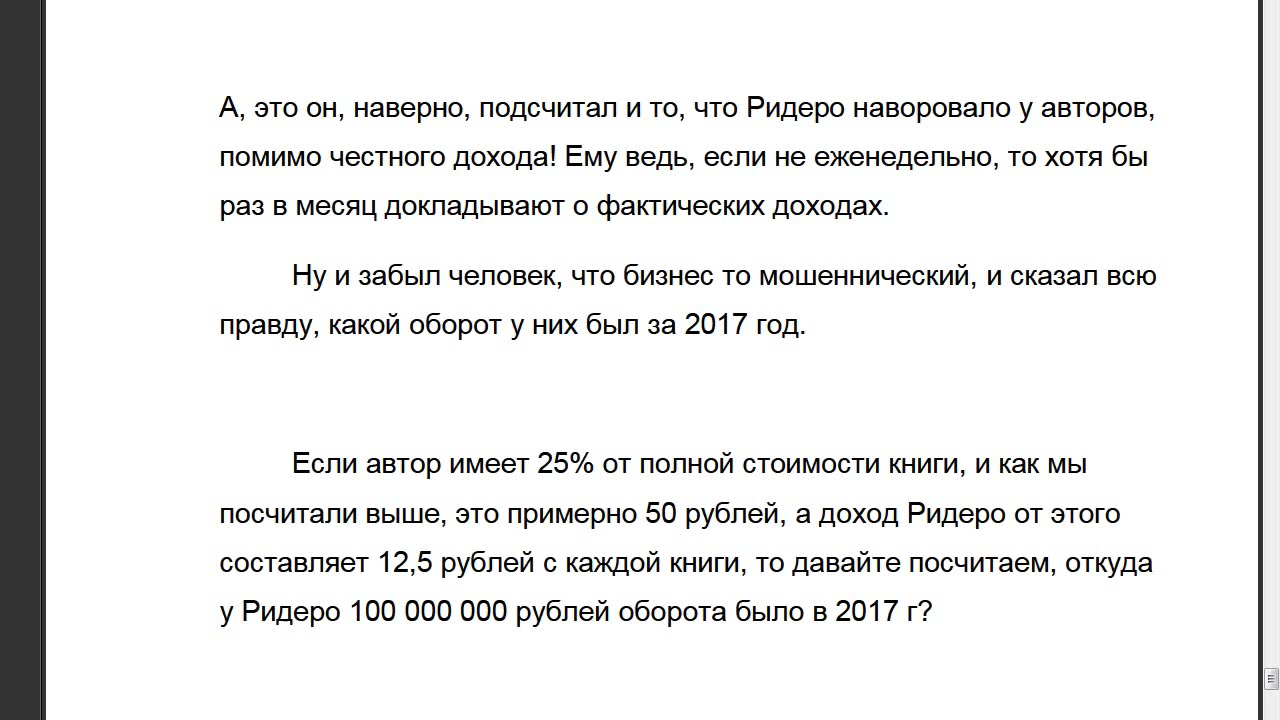 А, это он, наверно, подсчитал и то, что Ридеро наворовало у авторов,
помимо честного дохода! Ему ведь, если не еженедельно, то хотя бы
раз в месяц докладывают о фактических доходах.
Ну и забыл человек, что бизнес то мошеннический, и сказал всю
правду, какой оборот у них был за 2017 год.
Если автор имеет 25% от полной стоимости книги, и как мы
посчитали выше, это примерно 50 рублей, а доход Ридеро от этого
составляет 12,5 рублей с каждой книги, то давайте посчитаем, откуда
у Ридеро 100 000 000 рублей оборота было в 2017 г?